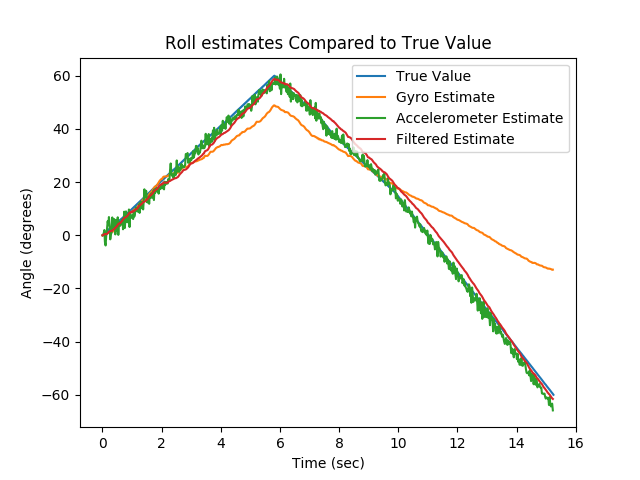 Roll estimates Compared to True Value
True Value
Gyro Estimate
Accelerometer Estimate
Filtered Estimate
Angle (degrees)
60
40
20
0
−20
−40
−60
0 2 4 6 8 10 12 14 16
Time (sec)